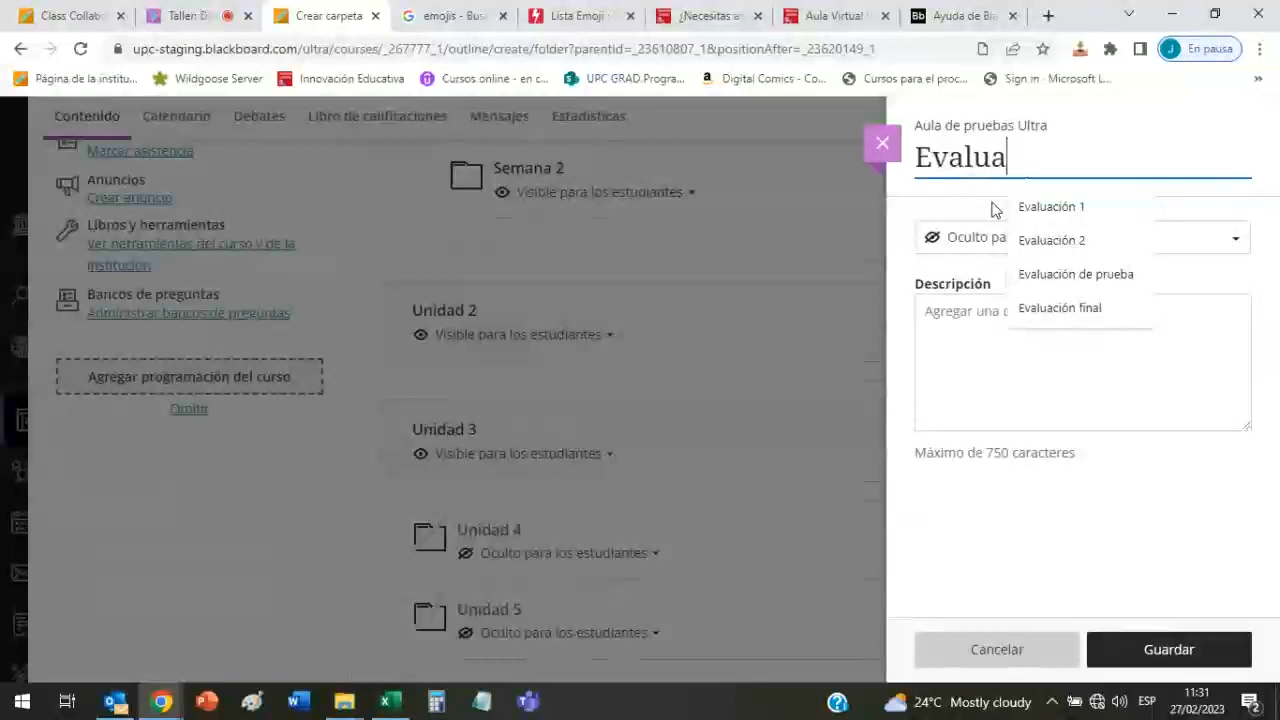 Class Collabo
Tallen D
Crear carpeta
emojis - Bus
Lista Emoji
¿Necesitas a
Aula Virtual
Bb
Ayuda de Bla
upc-staging.blackboard.com/ultra/courses/_267777_1/outline/create/folder?parentId=_23610807_1&positionAfter=_23620149_1
J
En pausa
Página de la institu...
Wildgoose Server
Innovación Educativa
Cursos online - en c...
UPC GRAD Progra...
Digital Comics - Co...
Cursos para el proc...
Sign in - Microsoft I...
»
Contenido
Calendario
Debates
Libro de calificaciones
Mensajes
Estadísticas
Marcar asistencia
Anuncios
Crear anuncio
Libros y herramientas
Ver herramientas del curso y de la
institución
Bancos de preguntas
Administrar bancos de preguntas
Agregar programación del curso
Omitir
Semana 2
Visible para los estudiantes
Unidad 2
Visible para los estudiantes
Unidad 3
Visible para los estudiantes
Unidad 4
Oculto para los estudiantes
Unidad 5
Oculto para los estudiantes
Aula de pruebas Ultra
Evalua
Evaluación 1
Oculto pa
Evaluación 2
Evaluación de prueba
Descripción
Evaluación final
Agregar una
Máximo de 750 caracteres
Cancelar
Guardar
24°C Mostly cloudy
ESP
11:31
27/02/2023
2